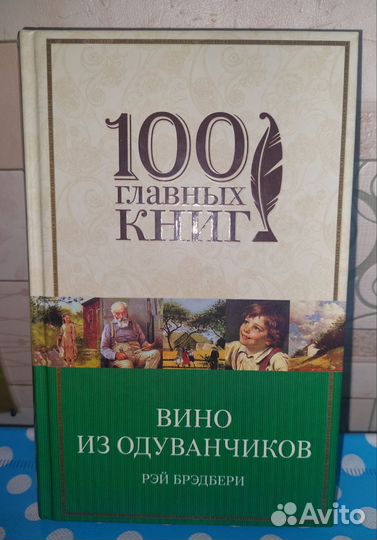 100
главных
КНИГ
ВИНО
ИЗ ОДУВАНЧИКОВ
РЭЙ БРЭДБЕРИ
Avito